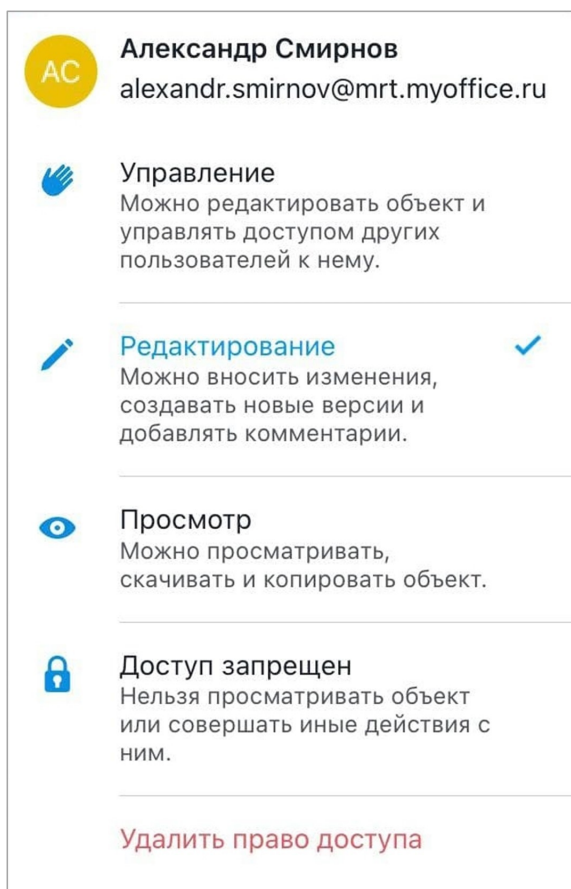 АС
Александр Смирнов
alexandr.smirnov@mrt.myoffice.ru
Управление
Можно редактировать объект и
управлять доступом других
пользователей к нему.
Редактирование
Можно вносить изменения,
создавать новые версии и
добавлять комментарии.
Просмотр
Можно просматривать,
скачивать и копировать объект.
Доступ запрещен
Нельзя просматривать объект
или совершать иные действия с
ним.
Удалить право доступа